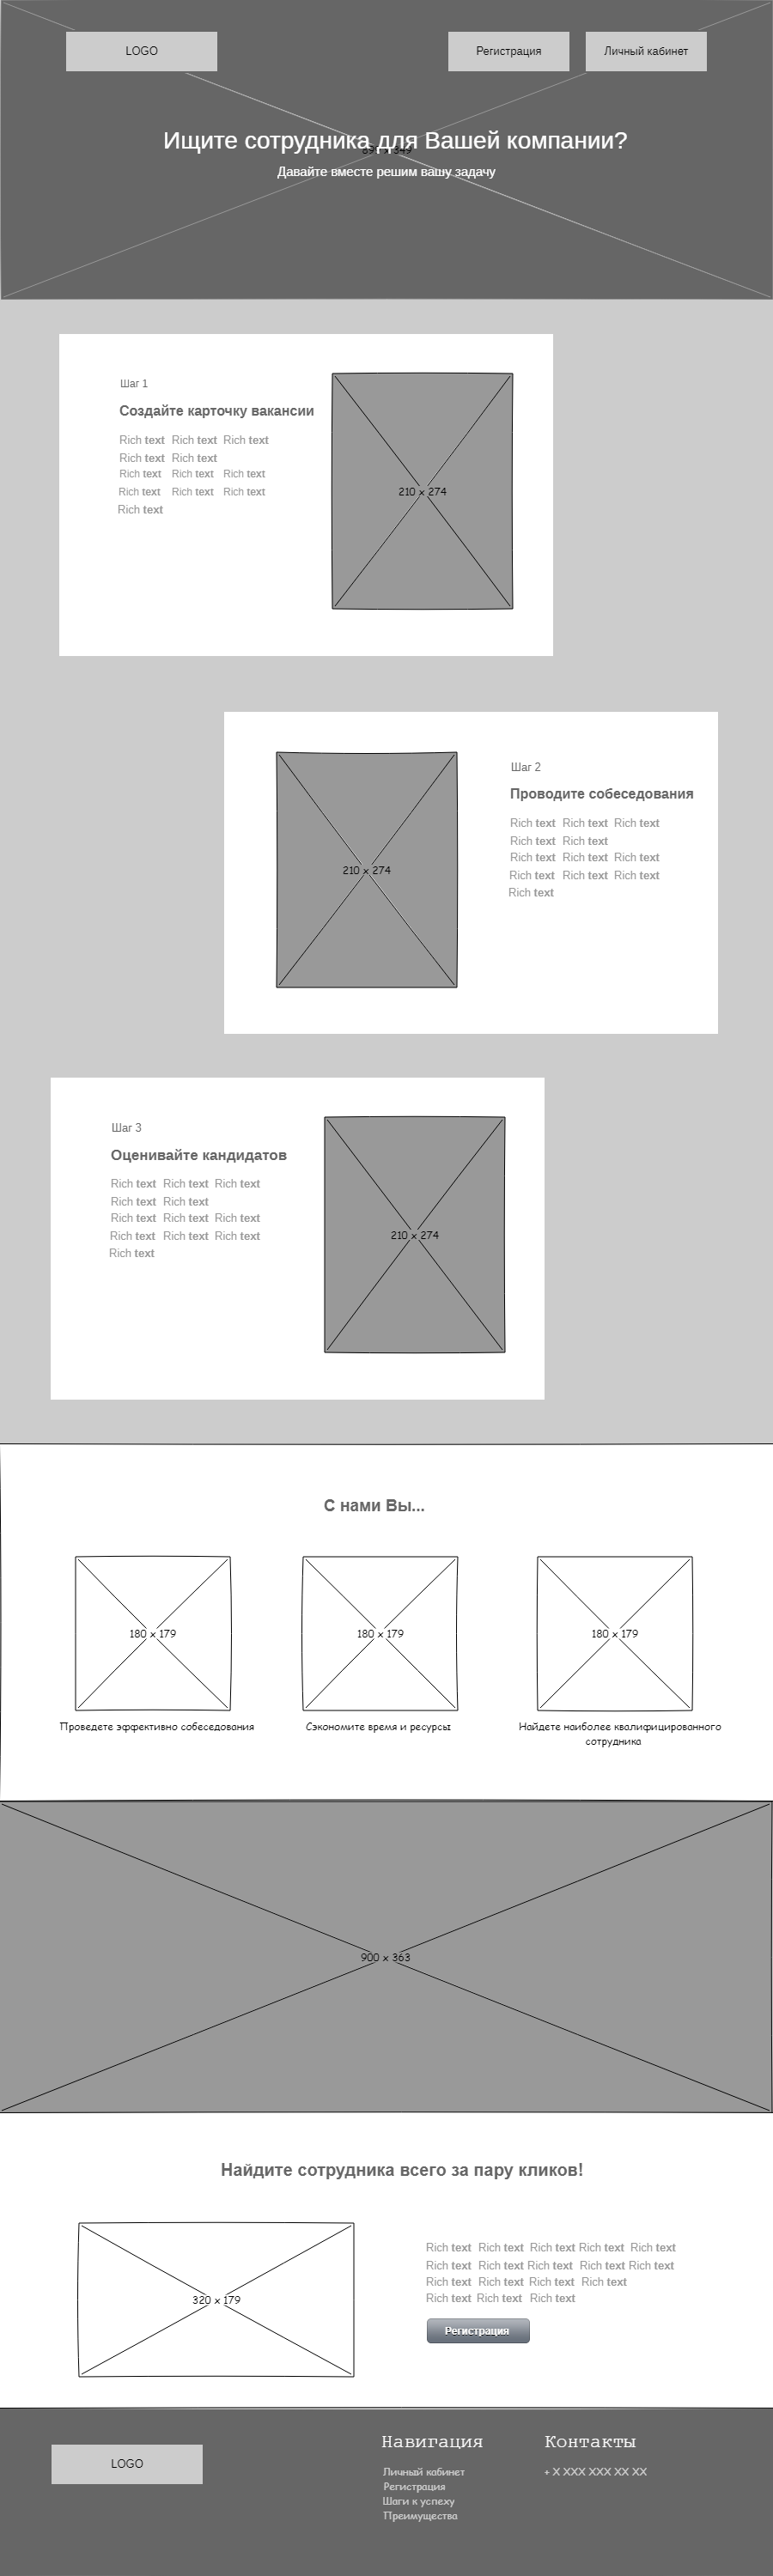 LOGO
Регистрация
Личный кабинет
Ищите сотрудника для Вашей компании?
Давайте вместе решим вашу задачу
Шаг 1
Создайте карточку вакансии
Rich text Rich text Rich text
Rich text Rich text
Rich text Rich text Rich text
Rich text Rich text Rich text
Rich text
210 x 274
Шаг 2
Проводите собеседования
Rich text Rich text Rich text
Rich text Rich text
Rich text Rich text Rich text
Rich text Rich text Rich text
Rich text
210 x 274
Шаг 3
Оценивайте кандидатов
Rich text Rich text Rich text
Rich text Rich text
Rich text Rich text Rich text
Rich text Rich text Rich text
Rich text
210 x 274
С нами Вы...
180 x 179
180 x 179
180 x 179
Проведете эффективно собеседования
Сэкономите время и ресурсы
Найдете наиболее квалифицированного
сотрудника
900 x 363
Найдите сотрудника всего за пару кликов!
320 x 179
Rich text Rich text Rich text Rich text Rich text
Rich text Rich text Rich text Rich text Rich text
Rich text Rich text Rich text Rich text
Rich text Rich text Rich text
Регистрация
LOGO
Навигация
Личный кабинет
Регистрация
Шаги к успеху
Преимущества
Контакты
+ X XXX XXX XX XX